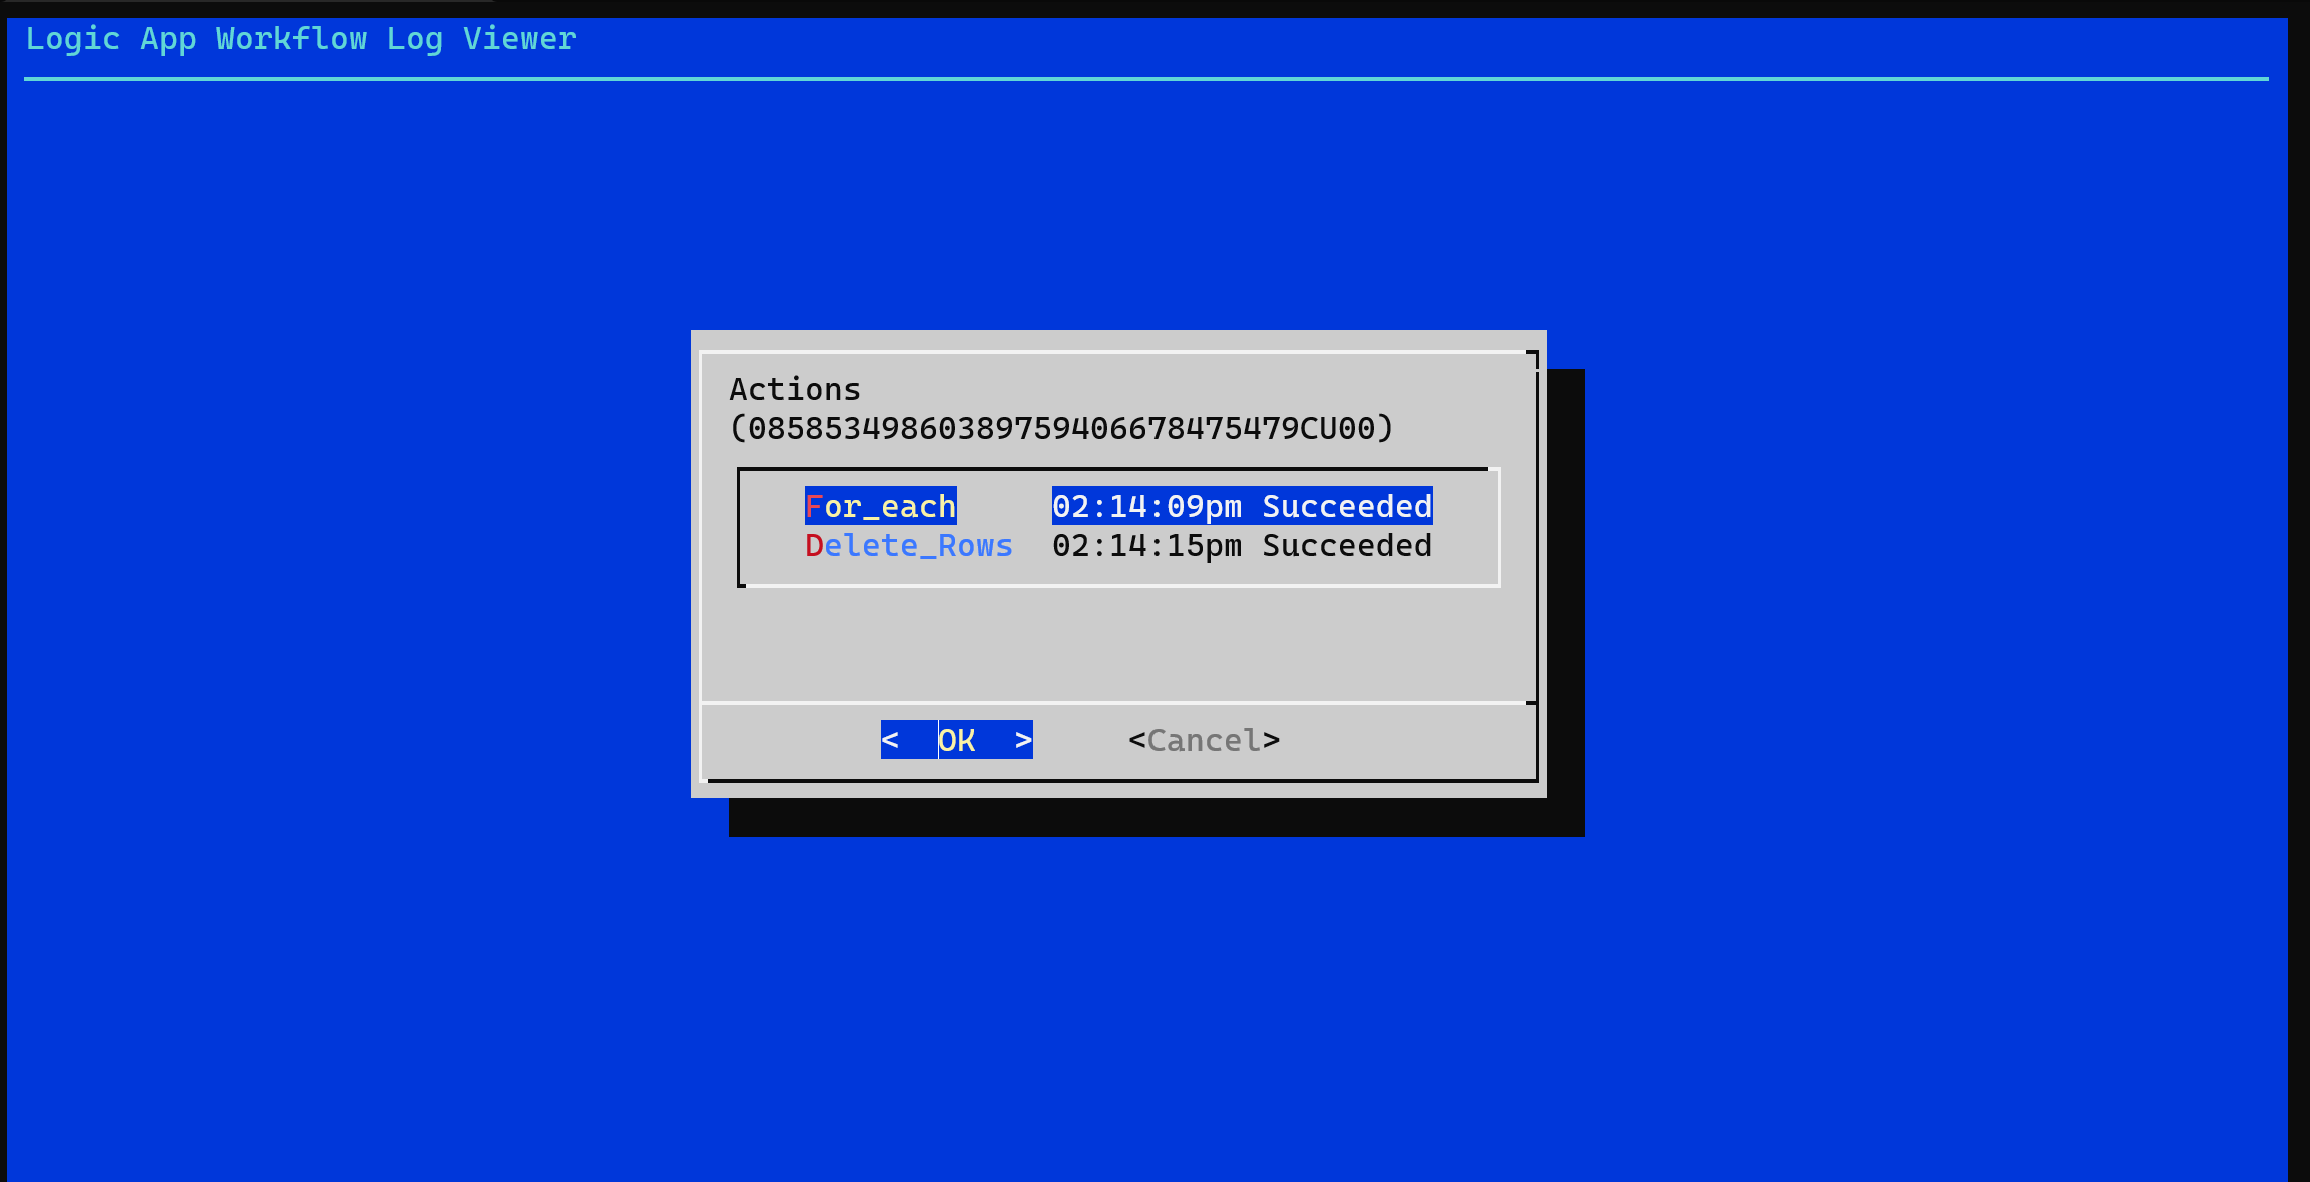 Logic App Workflow Log Viewer
Actions
(08585349860389759406678475479CU00)
For_each 02:14:09pm Succeeded
Delete_Rows 02:14:15pm Succeeded
< OK > <Cancel>